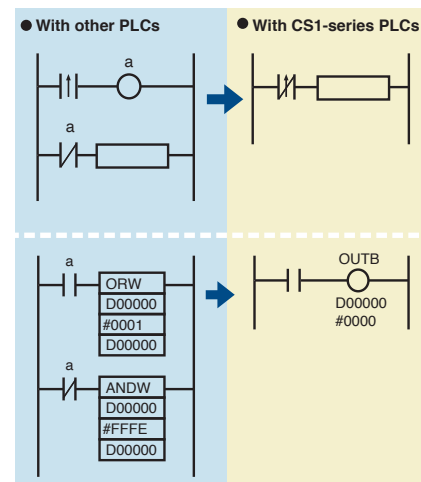 ● With other PLCs
● With CS1-series PLCs
a
a
a
ORW
D00000
#0001
D00000
a
ANDW
D00000
#FFFE
D00000
OUTB
D00000
#0000